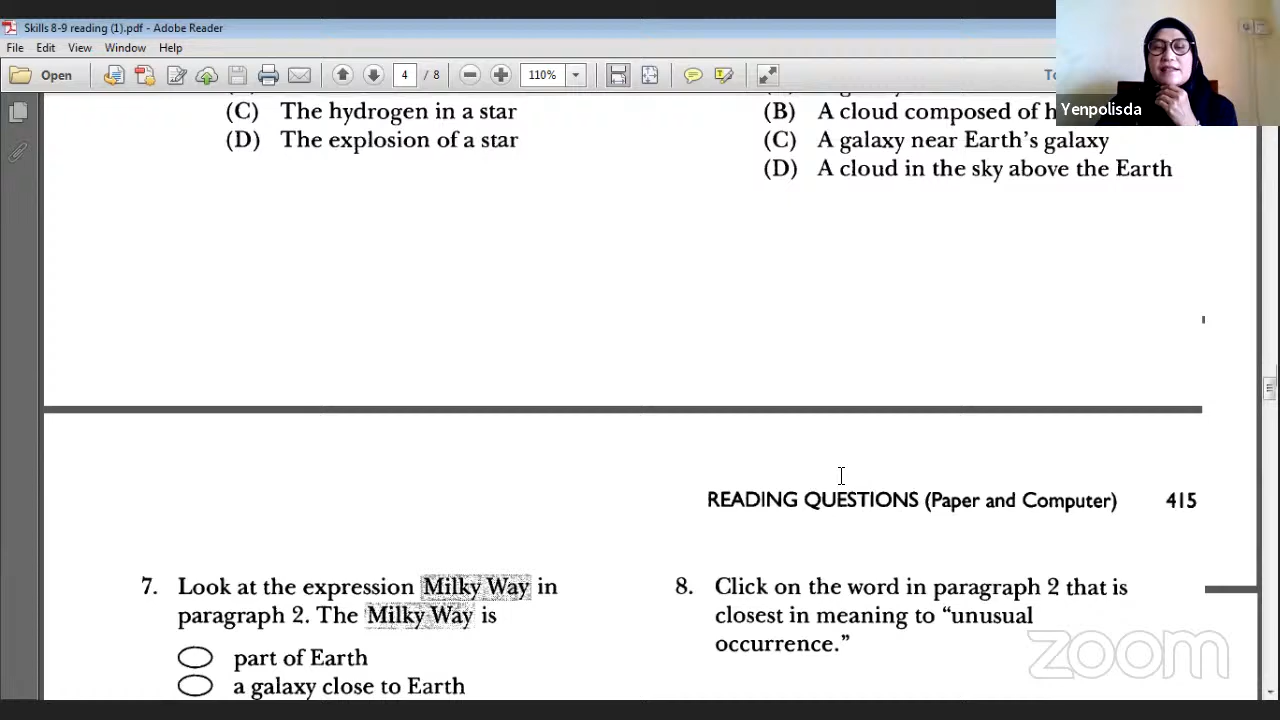 Skills 8-9 reading (1).pdf - Adobe Reader
File Edit View Window Help
Open 4 / 8 110%
Yenpolisda
(C) The hydrogen in a star
(D) The explosion of a star
(B) A cloud composed of
(C) A galaxy near Earth's galaxy
(D) A cloud in the sky above the Earth
READING QUESTIONS (Paper and Computer) 415
7. Look at the expression Milky Way in
paragraph 2. The Milky Way is
part of Earth
a galaxy close to Earth
8. Click on the word in paragraph 2 that is
closest in meaning to “unusual
occurrence.”
zoom